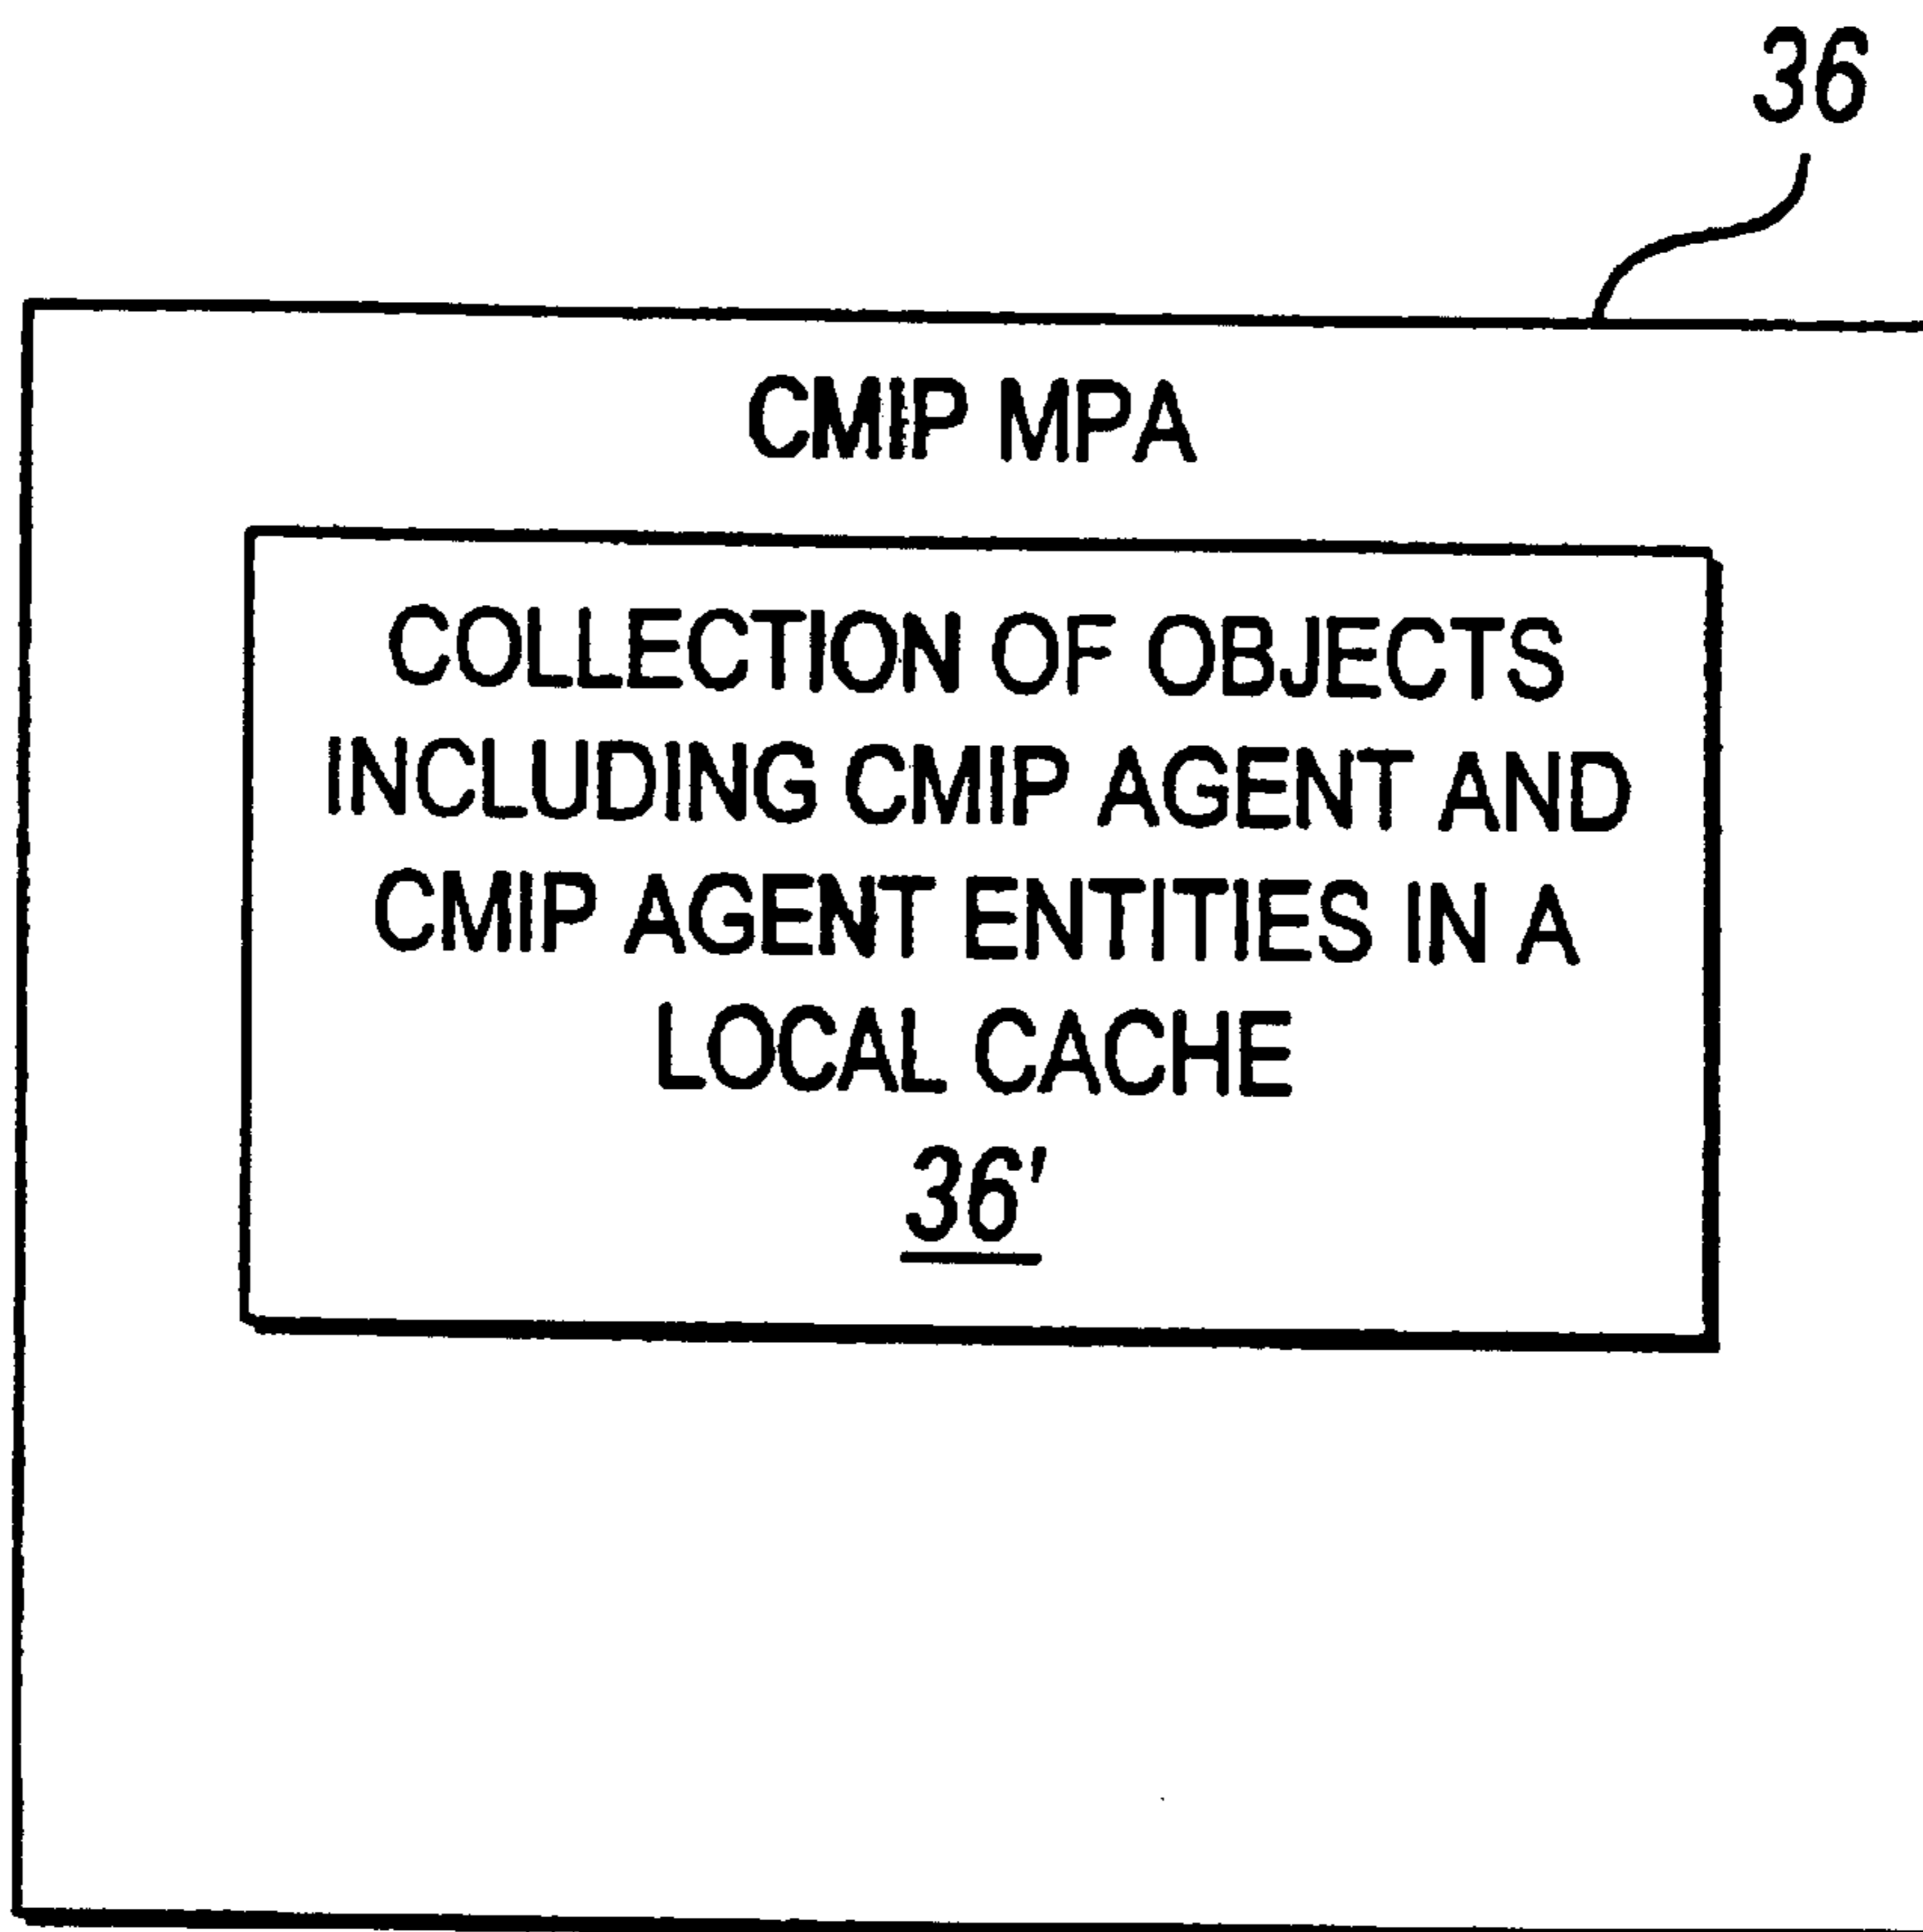 36
CMIP MPA
COLLECTION OF OBJECTS
INCLUDING CMIP AGENT AND
CMIP AGENT ENTITIES IN A
LOCAL CACHE
36'